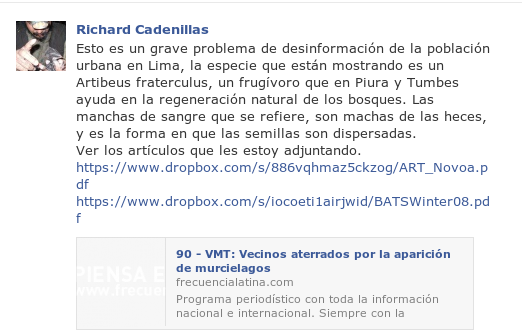 Richard Cadenillas
Esto es un grave problema de desinformación de la población
urbana en Lima, la especie que están mostrando es un
Artibeus fraterculus, un frugívoro que en Piura y Tumbes
ayuda en la regeneración natural de los bosques. Las
manchas de sangre que se refiere, son machas de las heces,
y es la forma en que las semillas son dispersadas.
Ver los artículos que les estoy adjuntando.
https://www.dropbox.com/s/886vqhmaz5ckzog/ART_Novoa.p
df
https://www.dropbox.com/s/iocoeti1airjwid/BATSWinter08.pd
f
PIENSA E
www.frecue
90 - VMT: Vecinos aterrados por la aparición
de murcielagos
frecuencialatina.com
Programa periodístico con toda la información
nacional e internacional. Siempre con la